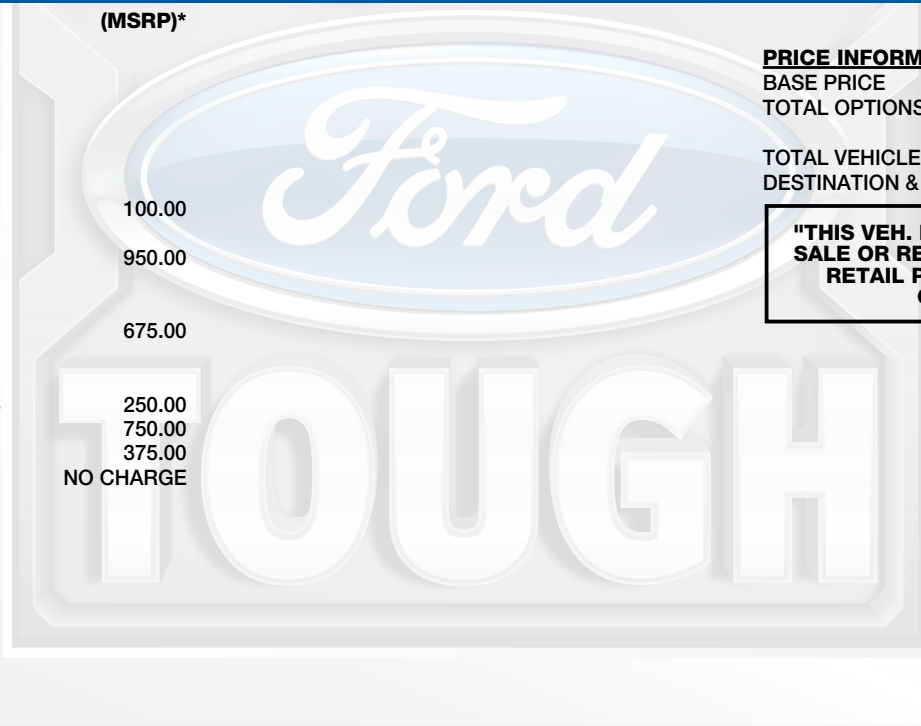 (MSRP)*
100.00
950.00
675.00
250.00
750.00
375.00
NO CHARGE
PRICE INFORM
BASE PRICE
TOTAL OPTIONS
TOTAL VEHICLE
DESTINATION &
"THIS VEH.
SALE OR RE
RETAIL P
Ford
TOUGH